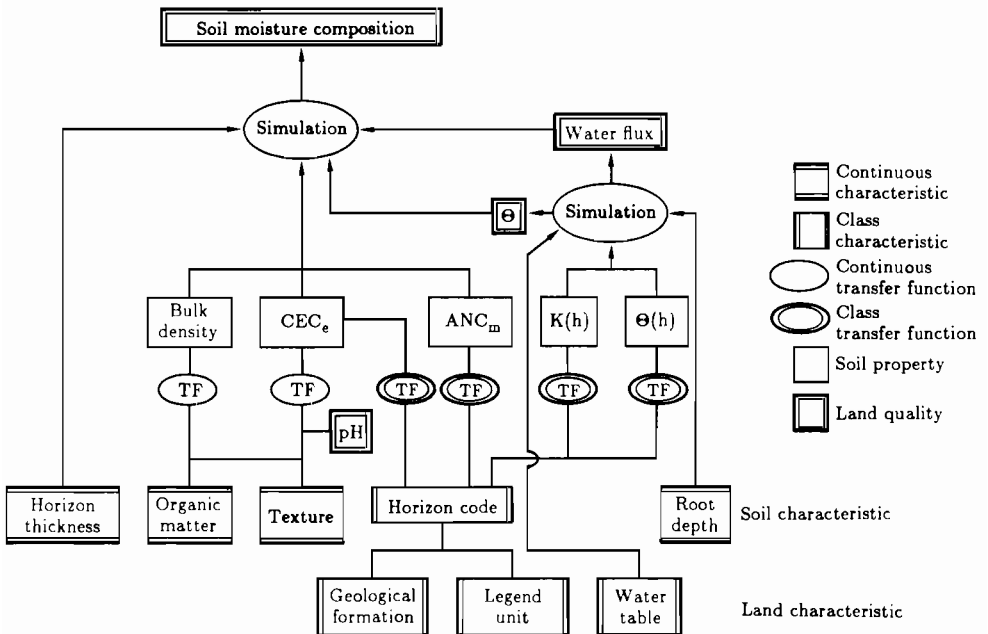 Soil moisture composition
Simulation
Water flux
Continuous
characteristic
Class
characteristic
Θ
Simulation
Continuous
transfer function
Class
transfer function
Bulk
density
CECe
ANCm
K(h)
Θ(h)
Soil property
TF
TF
TF
TF
TF
TF
Land quality
pH
Horizon
thickness
Organic
matter
Texture
Horizon code
Root
depth
Soil characteristic
Geological
formation
Legend
unit
Water
table
Land characteristic